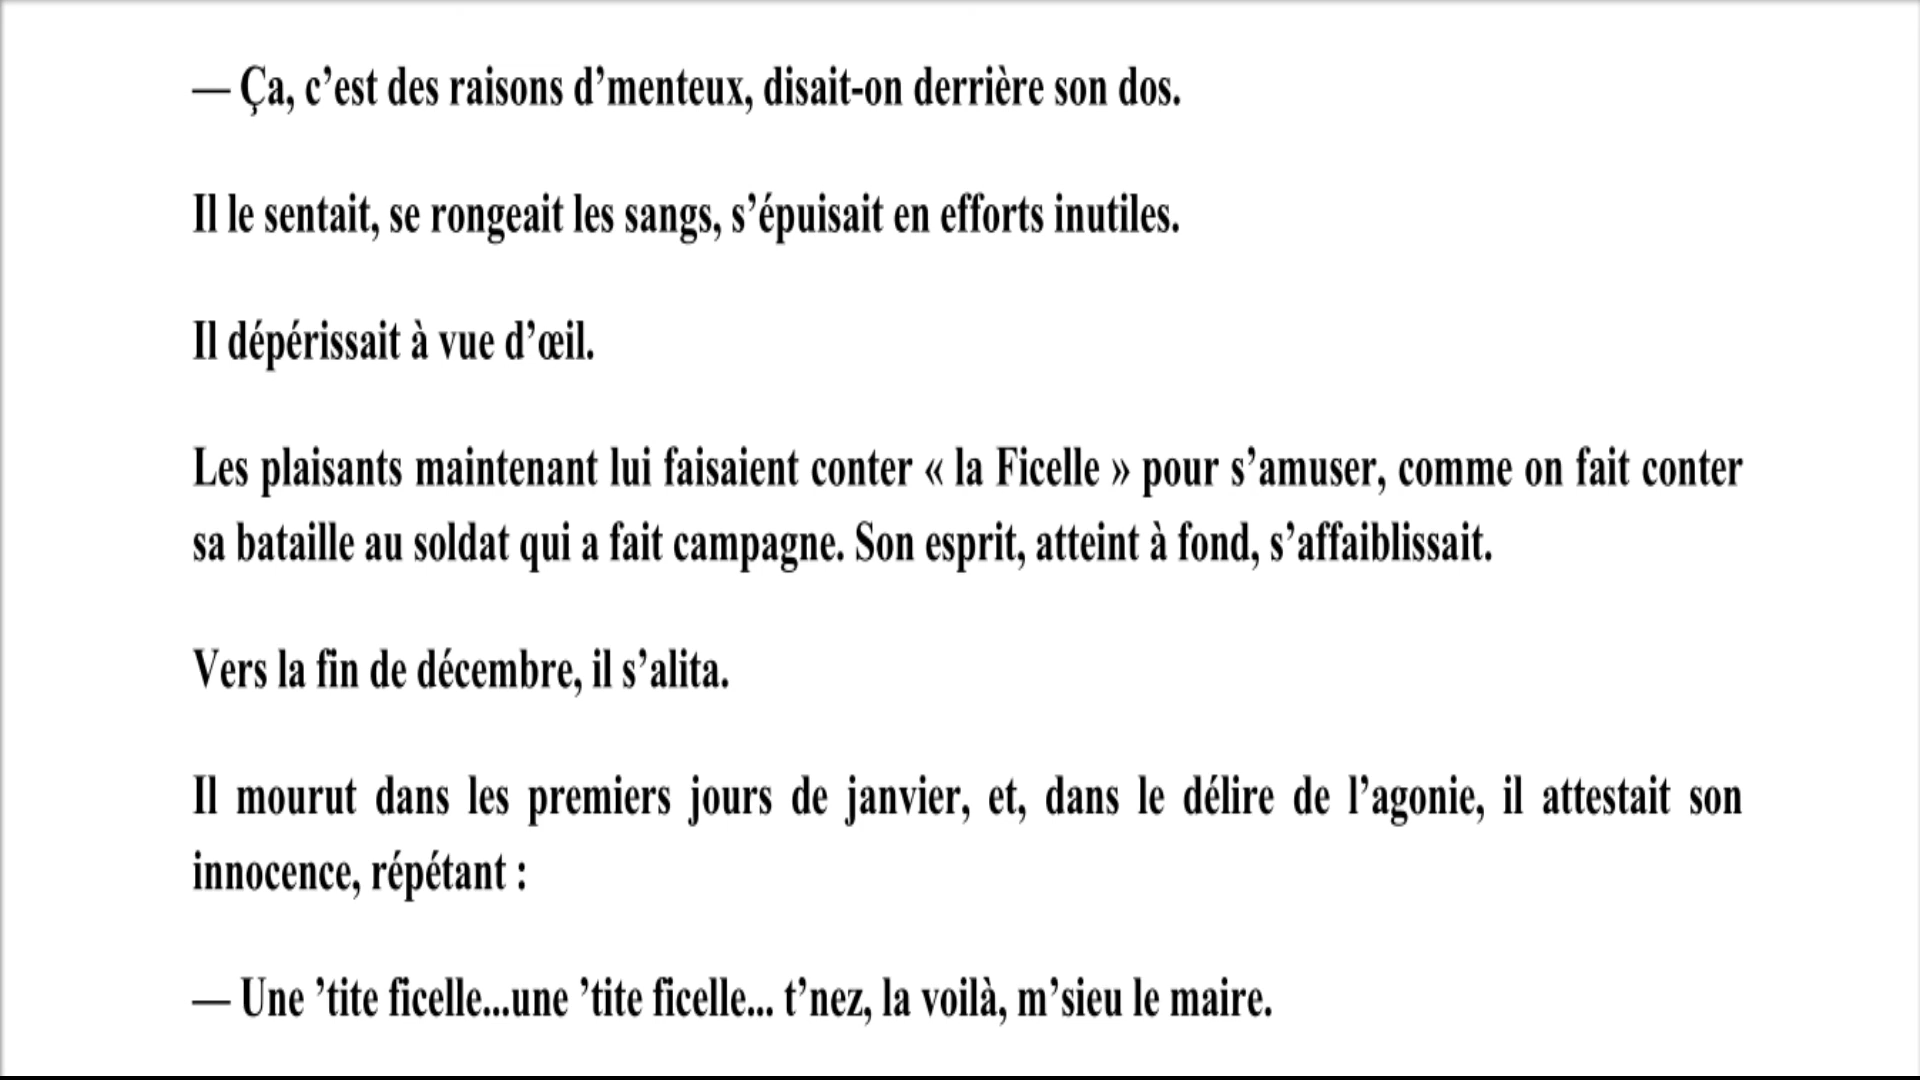 — Ça, c’est des raisons d’menteux, disait-on derrière son dos.
Il le sentait, se rongeait les sangs, s’épuisait en efforts inutiles.
Il dépérissait à vue d’œil.
Les plaisants maintenant lui faisaient conter « la Ficelle » pour s’amuser, comme on fait conter
sa bataille au soldat qui a fait campagne. Son esprit, atteint à fond, s’affaiblissait.
Vers la fin de décembre, il s’alita.
Il mourut dans les premiers jours de janvier, et, dans le délire de l’agonie, il attestait son
innocence, répétant :
— Une ’tite ficelle...une ’tite ficelle... t’nez, la voilà, m’sieu le maire.